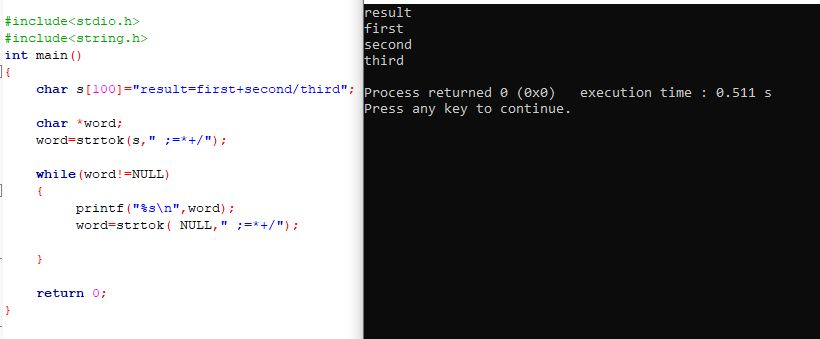 #include<stdio.h>
#include<string.h>
int main()
{
char s[100]="result=first+second/third";
char *word;
word=strtok(s," ;=*+/");
while(word!=NULL)
{
printf("%s\n",word);
word=strtok( NULL," ;=*+/");
}
return 0;
}
result
first
second
third
Process returned 0 (0x0)   execution time : 0.511 s
Press any key to continue.